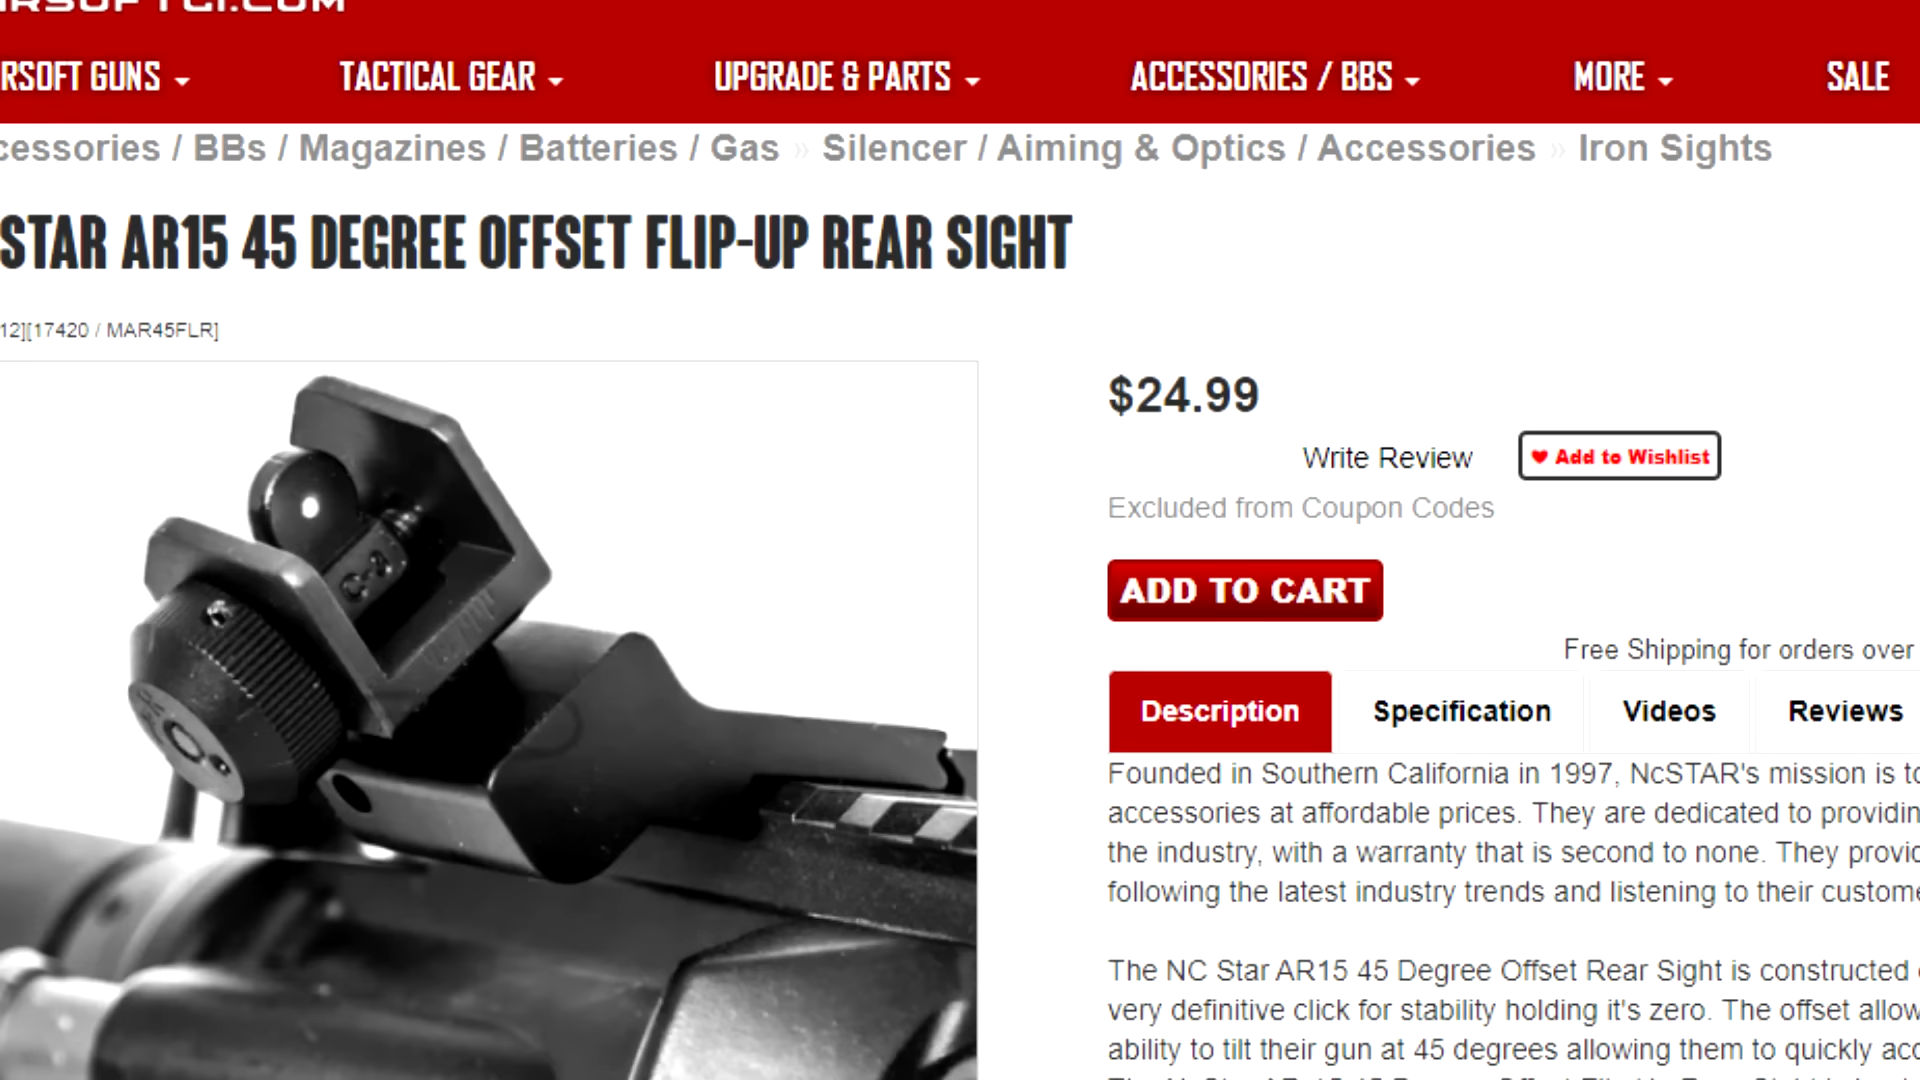 RSOFT GUNS
TACTICAL GEAR
UPGRADE & PARTS
ACCESSORIES / BBS
MORE
SALE
cessories / BBs / Magazines / Batteries / Gas » Silencer / Aiming & Optics / Accessories » Iron Sights
STAR AR15 45 DEGREE OFFSET FLIP-UP REAR SIGHT
12][17420 / MAR45FLR]
$24.99
Write Review
Add to Wishlist
Excluded from Coupon Codes
ADD TO CART
Free Shipping for orders over
Description
Specification
Videos
Reviews
Founded in Southern California in 1997, NcSTAR's mission is to
accessories at affordable prices. They are dedicated to providin
the industry, with a warranty that is second to none. They provid
following the latest industry trends and listening to their custome
The NC Star AR15 45 Degree Offset Rear Sight is constructed
very definitive click for stability holding it's zero. The offset allow
ability to tilt their gun at 45 degrees allowing them to quickly acc